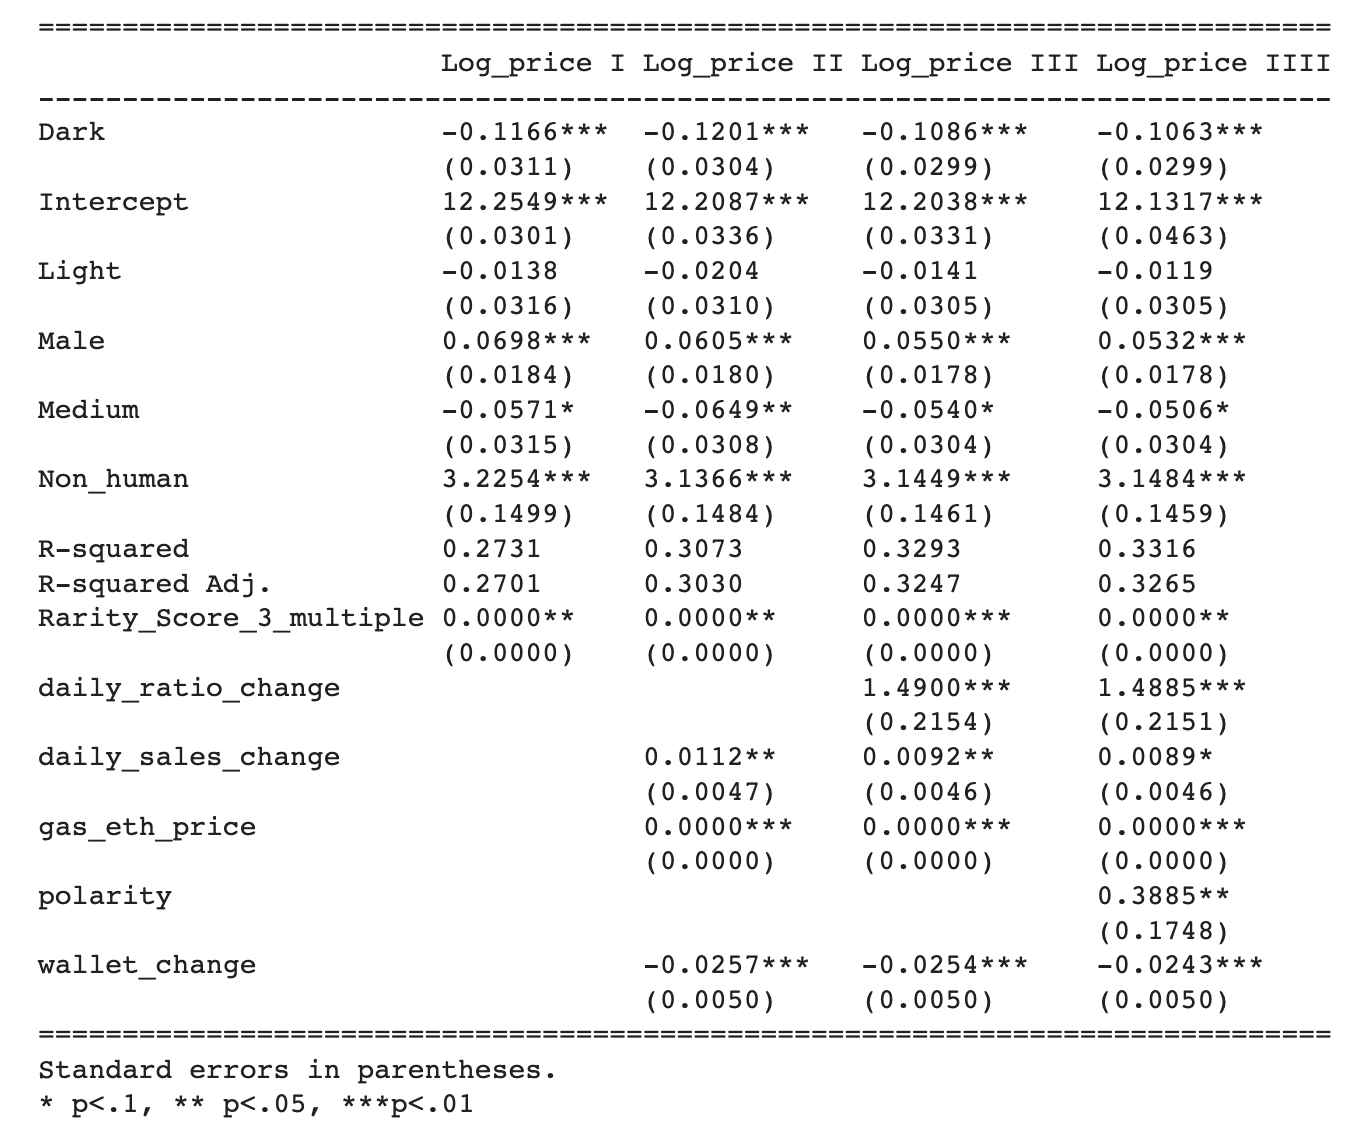 =============================================================================
                        Log_price I Log_price II Log_price III Log_price IIII
-----------------------------------------------------------------------------
Dark                    -0.1166***  -0.1201***   -0.1086***    -0.1063***
                        (0.0311)    (0.0304)     (0.0299)      (0.0299)
Intercept               12.2549***  12.2087***   12.2038***    12.1317***
                        (0.0301)    (0.0336)     (0.0331)      (0.0463)
Light                   -0.0138     -0.0204      -0.0141       -0.0119
                        (0.0316)    (0.0310)     (0.0305)      (0.0305)
Male                    0.0698***   0.0605***    0.0550***     0.0532***
                        (0.0184)    (0.0180)     (0.0178)      (0.0178)
Medium                  -0.0571*    -0.0649**    -0.0540*      -0.0506*
                        (0.0315)    (0.0308)     (0.0304)      (0.0304)
Non_human               3.2254***   3.1366***    3.1449***     3.1484***
                        (0.1499)    (0.1484)     (0.1461)      (0.1459)
R-squared               0.2731      0.3073       0.3293        0.3316
R-squared Adj.          0.2701      0.3030       0.3247        0.3265
Rarity_Score_3_multiple 0.0000**    0.0000**     0.0000***     0.0000**
                        (0.0000)    (0.0000)     (0.0000)      (0.0000)
daily_ratio_change                               1.4900***     1.4885***
                                                 (0.2154)      (0.2151)
daily_sales_change                  0.0112**     0.0092**      0.0089*
                                    (0.0047)     (0.0046)      (0.0046)
gas_eth_price                       0.0000***    0.0000***     0.0000***
                                    (0.0000)     (0.0000)      (0.0000)
polarity                                                       0.3885**
                                                               (0.1748)
wallet_change                       -0.0257***   -0.0254***    -0.0243***
                                    (0.0050)     (0.0050)      (0.0050)
=============================================================================
Standard errors in parentheses.
* p<.1, ** p<.05, ***p<.01